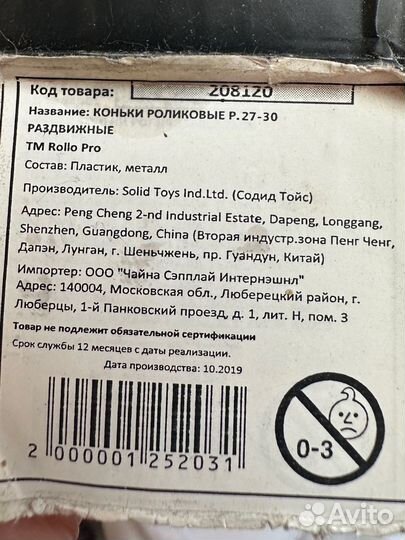 Код товара: 208120
Название: КОНЬКИ РОЛИКОВЫЕ Р.27-30
РАЗДВИЖНЫЕ
ТМ Rollo Pro
Состав: Пластик, металл
Производитель: Solid Toys Ind.Ltd. (Содид Тойс)
Адрес: Peng Cheng 2-nd Industrial Estate, Dapeng, Longgang,
Shenzhen, Guangdong, China (Вторая индустр.зона Пенг Ченг,
Дапэн, Лунган, г. Шеньчжень, пр. Гуандун, Китай)
Импортер: ООО "Чайна Сэпплай Интернэшнл"
Адрес: 140004, Московская обл., Люберецкий район, г.
Люберцы, 1-й Панковский проезд, д. 1, лит. Н, пом. 3
Товар не подлежит обязательной сертификации
Срок службы 12 месяцев с даты реализации.
Дата производства: 10.2019
0-3
2 000001 252031
Avito